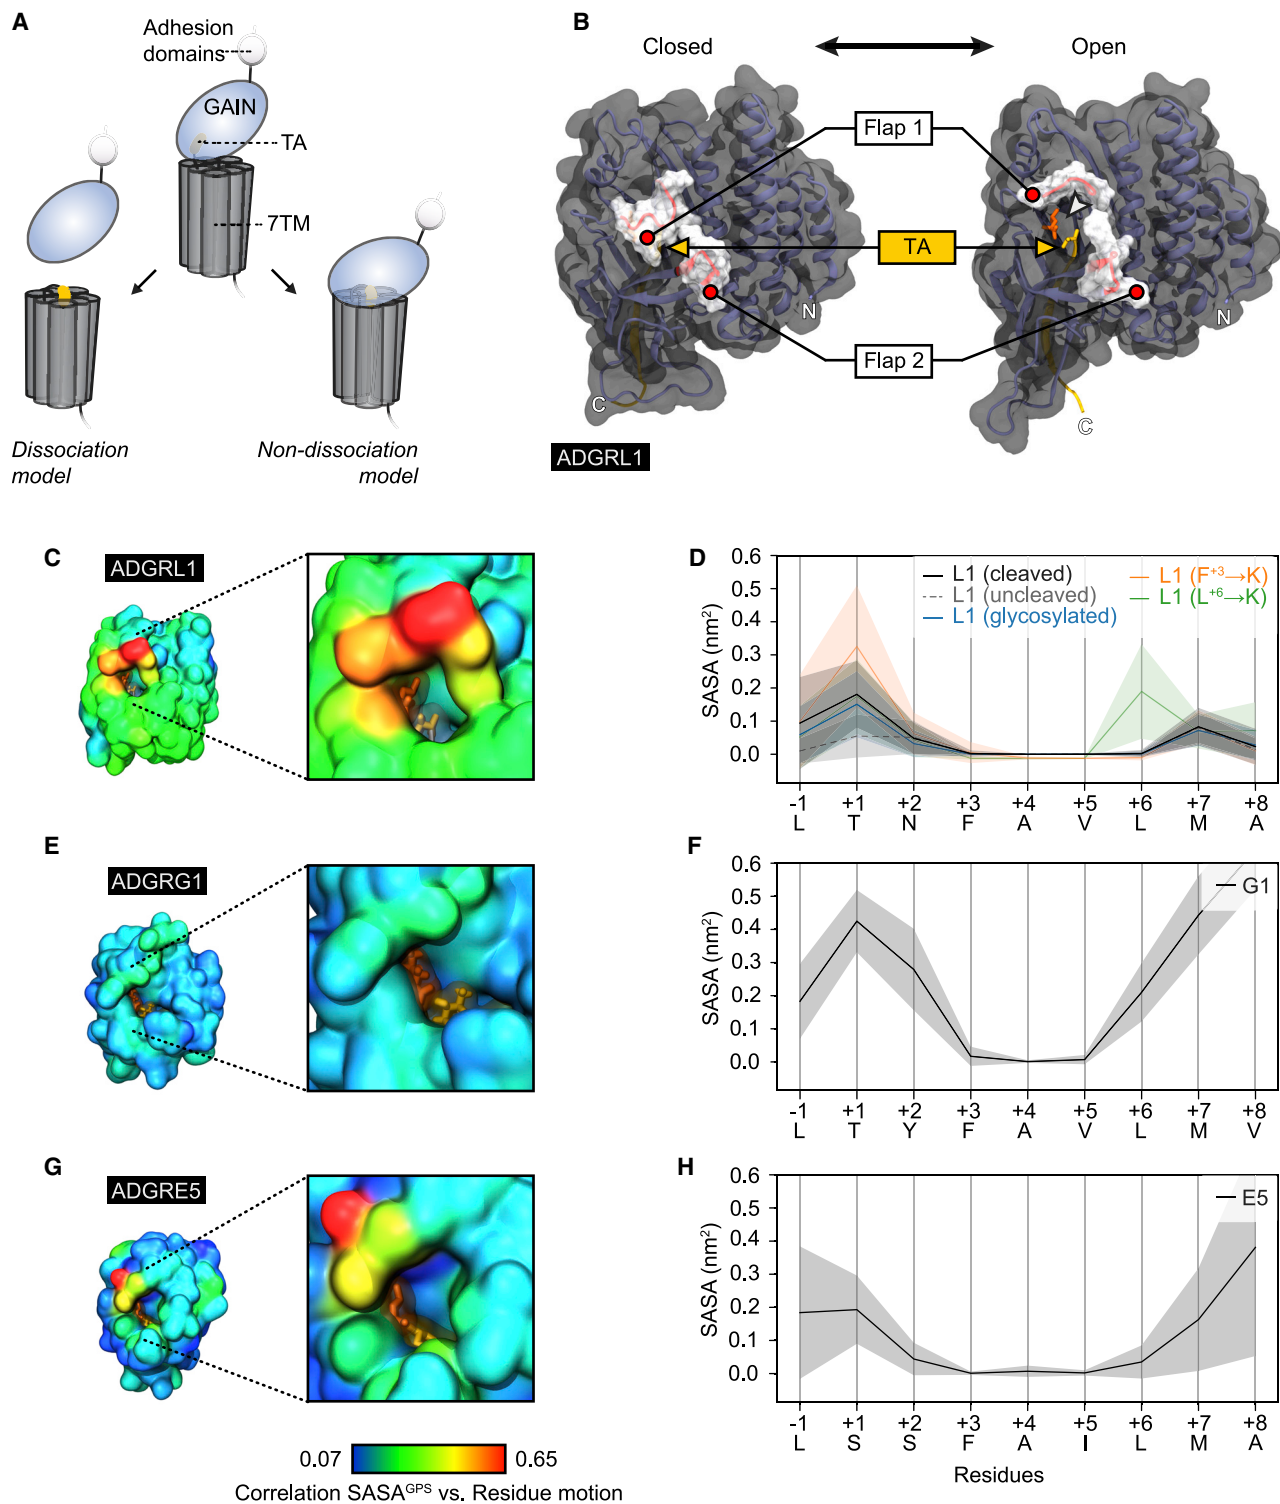 A
Adhesion
domains
GAIN
TA
7TM
Dissociation
model
Non-dissociation
model
B
Closed
Open
Flap 1
TA
Flap 2
N
C
N
C
ADGRL1
C
ADGRL1
D
0.6
0.5
0.4
0.3
0.2
0.1
0.0
SASA (nm²)
L1 (cleaved)
L1 (uncleaved)
L1 (glycosylated)
L1 (F⁺³→K)
L1 (L⁺⁶→K)
-1 +1 +2 +3 +4 +5 +6 +7 +8
L T N F A V L M A
E
ADGRG1
F
0.6
0.5
0.4
0.3
0.2
0.1
0.0
SASA (nm²)
G1
-1 +1 +2 +3 +4 +5 +6 +7 +8
L T Y F A V L M V
G
ADGRE5
H
0.6
0.5
0.4
0.3
0.2
0.1
0.0
SASA (nm²)
E5
-1 +1 +2 +3 +4 +5 +6 +7 +8
L S S F A I L M A
Residues
0.07 0.65
Correlation SASAᴳᴾˢ vs. Residue motion